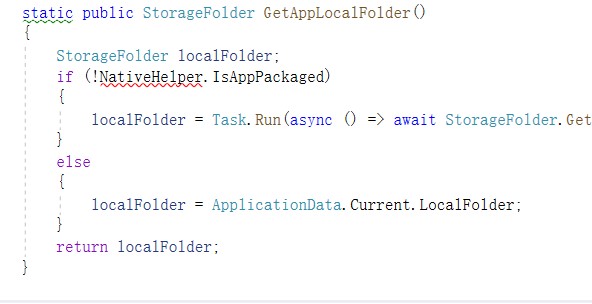 static public StorageFolder GetAppLocalFolder()
{
StorageFolder localFolder;
if (!NativeHelper.IsAppPackaged)
{
localFolder = Task.Run(async () => await StorageFolder.Get
}
else
{
localFolder = ApplicationData.Current.LocalFolder;
}
return localFolder;
}